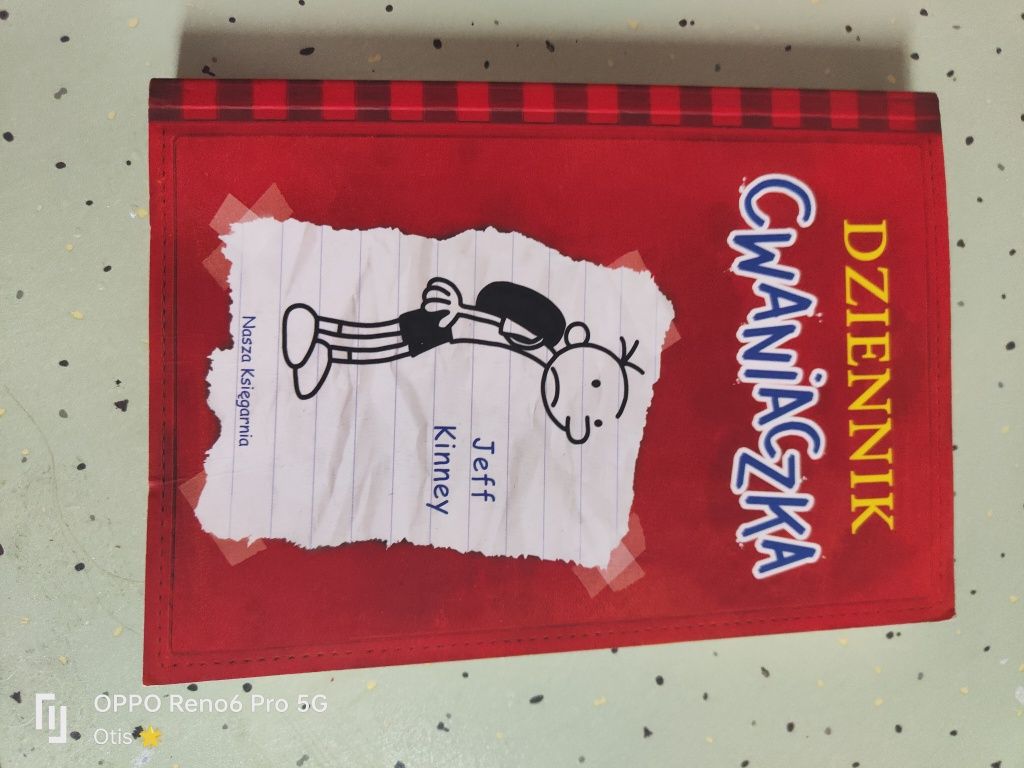 DZIENNIK
CWANIACZKA
Jeff
Kinney
Nasza Księgarnia
OPPO Reno6 Pro 5G
Otis 🌟